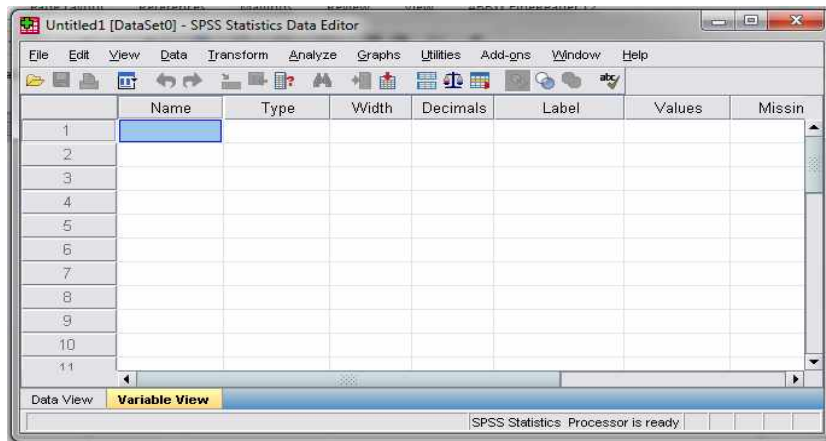 Untitled1 [DataSet0] - SPSS Statistics Data Editor
File Edit View Data Transform Analyze Graphs Utilities Add-ons Window Help
Name Type Width Decimals Label Values Missin
1
2
3
4
5
6
7
8
9
10
11
Data View Variable View
SPSS Statistics Processor is ready